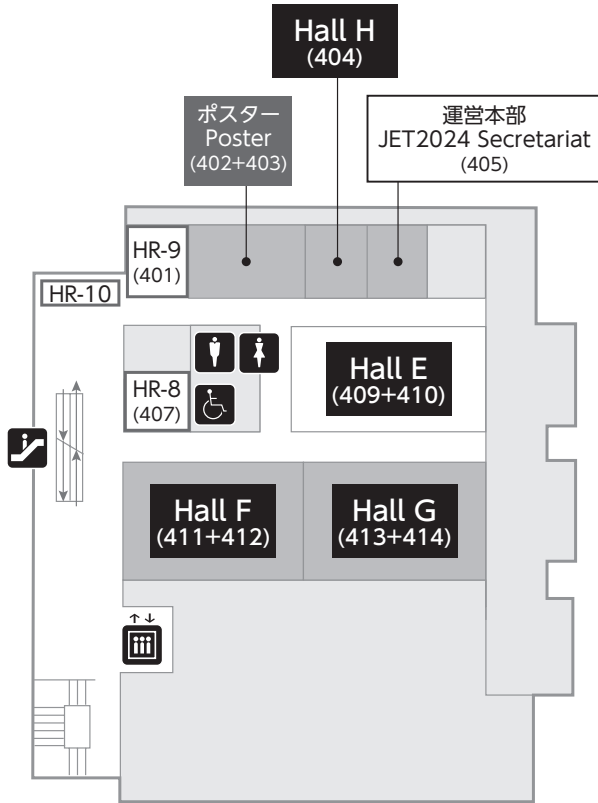 Hall H
(404)
ポスター
Poster
(402+403)
運営本部
JET2024 Secretariat
(405)
HR-9
(401)
HR-10
HR-8
(407)
Hall E
(409+410)
Hall F
(411+412)
Hall G
(413+414)